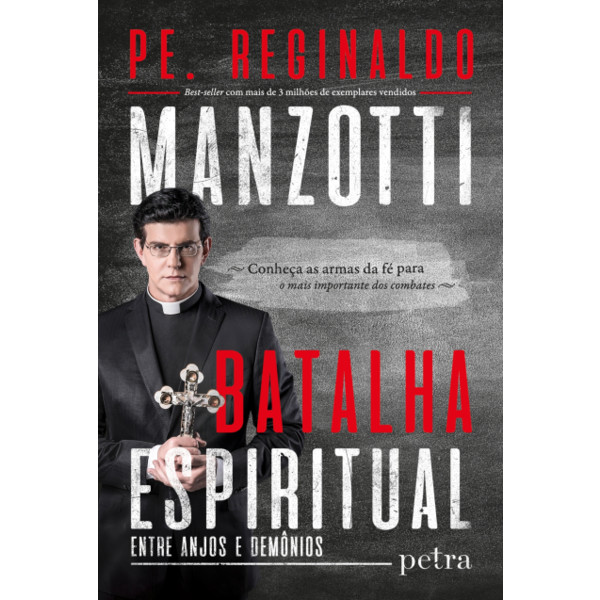 PE. REGINALDO
Best-seller com mais de 3 milhões de exemplares vendidos
MANZOTTI
Conheça as armas da fé para
o mais importante dos combates
BATALHA
ESPIRITUAL
ENTRE ANJOS E DEMÔNIOS
petra